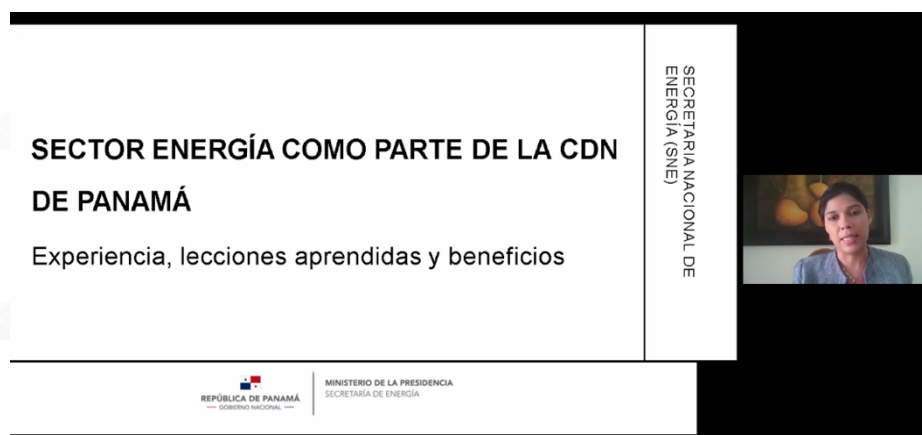 SECTOR ENERGÍA COMO PARTE DE LA CDN
DE PANAMÁ
Experiencia, lecciones aprendidas y beneficios
SECRETARIA NACIONAL DE
ENERGÍA (SNE)
REPÚBLICA DE PANAMÁ
— GOBIERNO NACIONAL —
MINISTERIO DE LA PRESIDENCIA
SECRETARÍA DE ENERGÍA